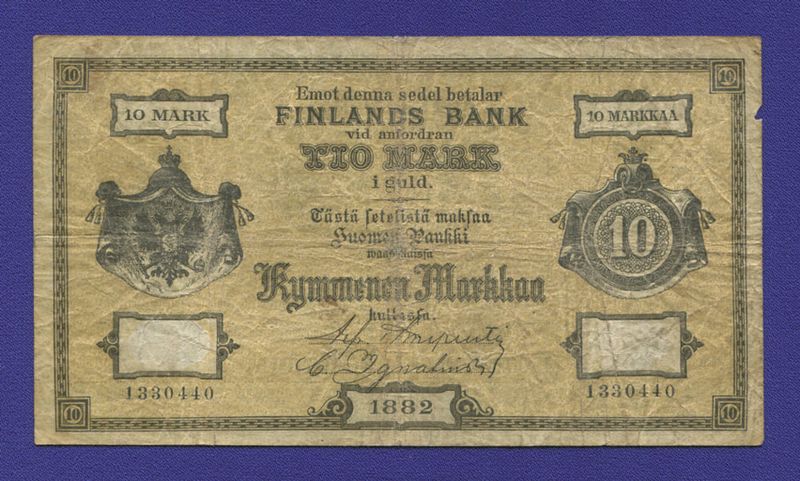 10 10
Emot denna sedel betalar
10 MARK FINLANDS BANK 10 MARKKAA
vid anfordran
TIO MARK
i guld.
Tästä setelistä maksaa
Suomen Pankki
10
Kymmenen Markkaa
kullassa.
1330440 1330440
10 1882 10